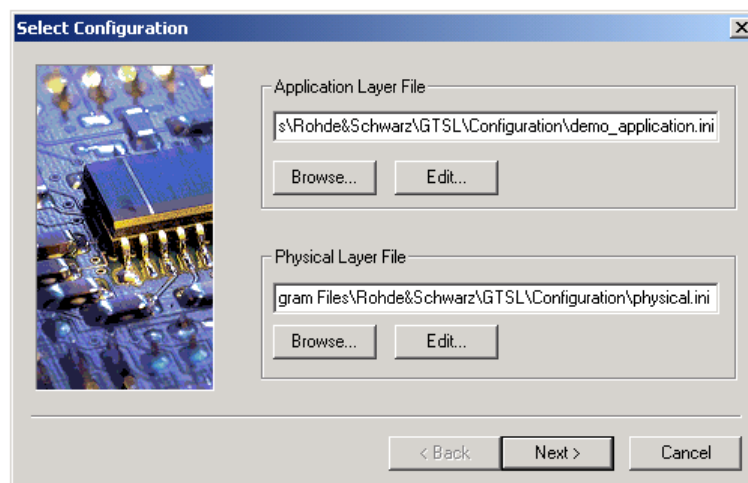 Select Configuration
Application Layer File
s\Rohde&Schwarz\GTSL\Configuration\demo_application.ini
Browse...
Edit...
Physical Layer File
gram Files\Rohde&Schwarz\GTSL\Configuration\physical.ini
Browse...
Edit...
< Back
Next >
Cancel